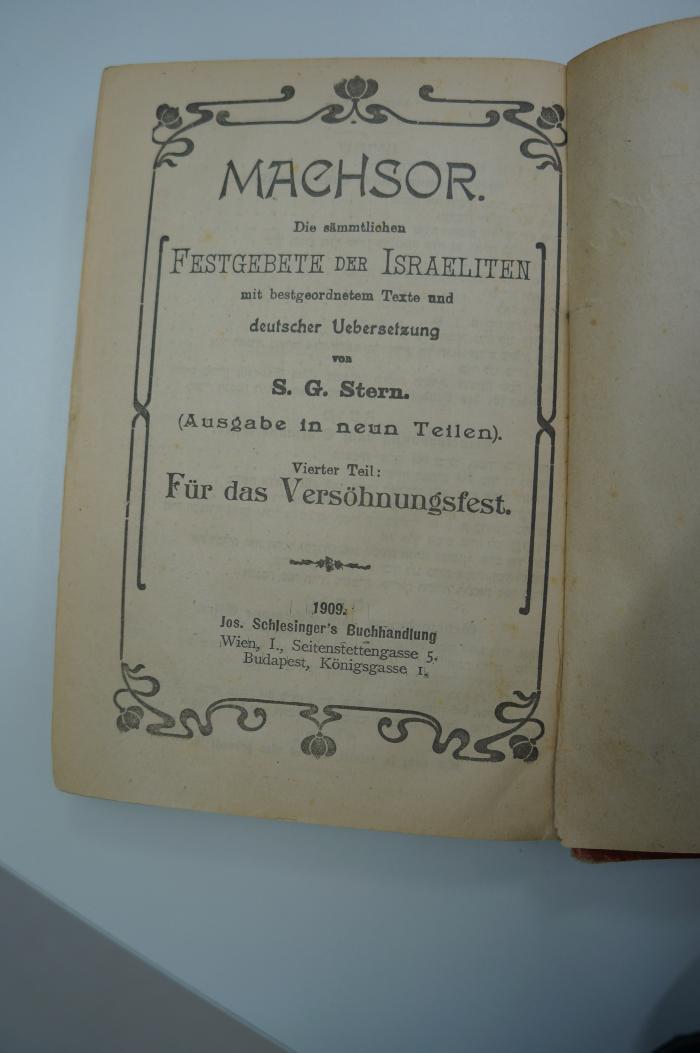 MACHSOR.
Die sämmtlichen
FESTGEBETE DER ISRAELITEN
mit bestgeordnetem Texte und
deutscher Uebersetzung
von
S. G. Stern.
(Ausgabe in neun Teilen).
Vierter Teil:
Für das Versöhnungsfest.
1909.
Jos. Schlesinger's Buchhandlung
Wien, I., Seitenstettengasse 5.
Budapest, Königsgasse 1.